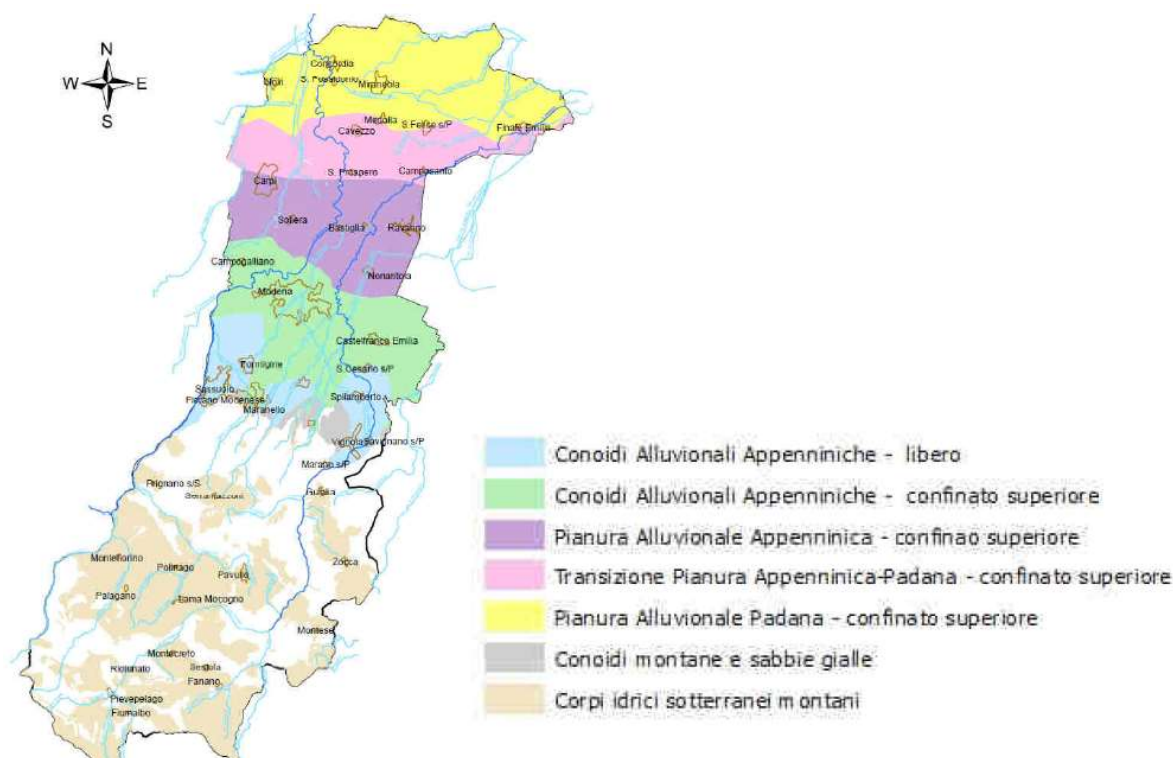 N
W E
S
Concordia
S. Possidonio
Mirandola
Novi
Medolla
S.Felice s/P
Cavezzo
Finale Emilia
S. Prospero
Camposanto
Carpi
Soliera
Bastiglia
Ravarino
Campogalliano
Nonantola
Modena
Castelfranco Emilia
Formigine
S.Cesario s/P
Sassuolo
Spilamberto
Fiorano Modenese
Maranello
Vignola
Savignano s/P
Marano s/P
Prignano s/S
Serramazzoni
Guiglia
Montefiorino
Polinago
Zocca
Pavullo
Palagano
Lama Mocogno
Montese
Montecreto
Riolunato
Sestola
Fanano
Pievepelago
Fiumalbo
Conoidi Alluvionali Appenniniche - libero
Conoidi Alluvionali Appenniniche - confinato superiore
Pianura Alluvionale Appenninica - confinao superiore
Transizione Pianura Appenninica-Padana - confinato superiore
Pianura Alluvionale Padana - confinato superiore
Conoidi montane e sabbie gialle
Corpi idrici sotterranei montani